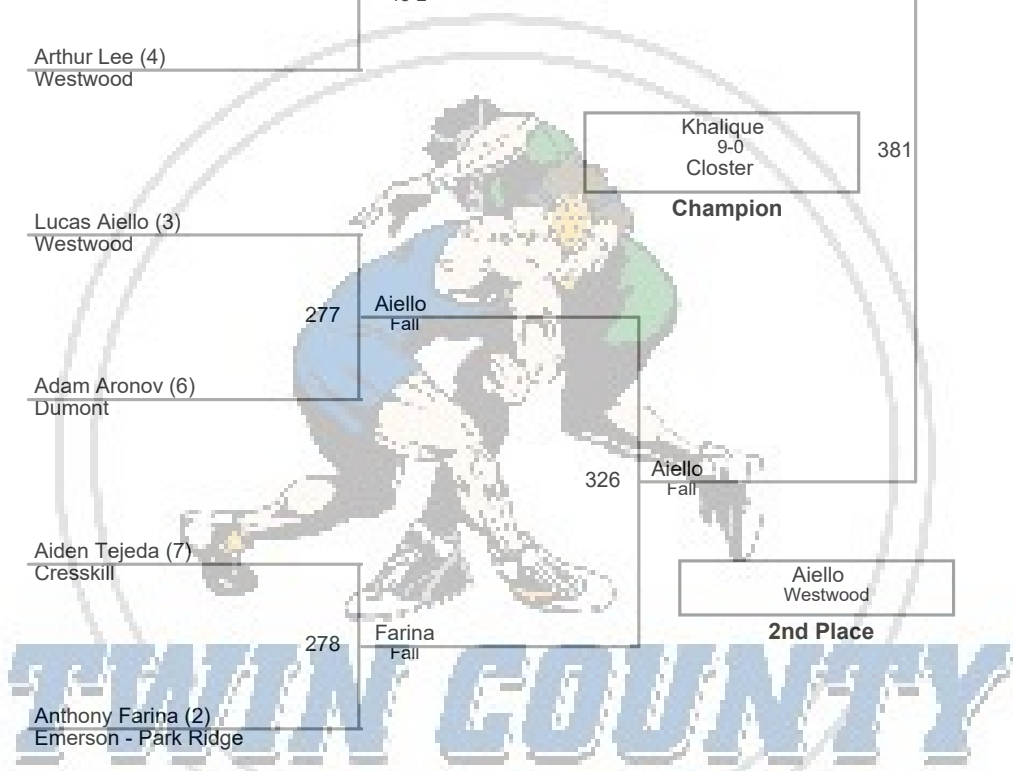 Arthur Lee (4)
Westwood
Khalique
9-0
Closter
381
Champion
Lucas Aiello (3)
Westwood
277
Aiello
Fall
Adam Aronov (6)
Dumont
326
Aiello
Fall
Aiden Tejeda (7)
Cresskill
Aiello
Westwood
2nd Place
278
Farina
Fall
Anthony Farina (2)
Emerson - Park Ridge
TWIN COUNTY